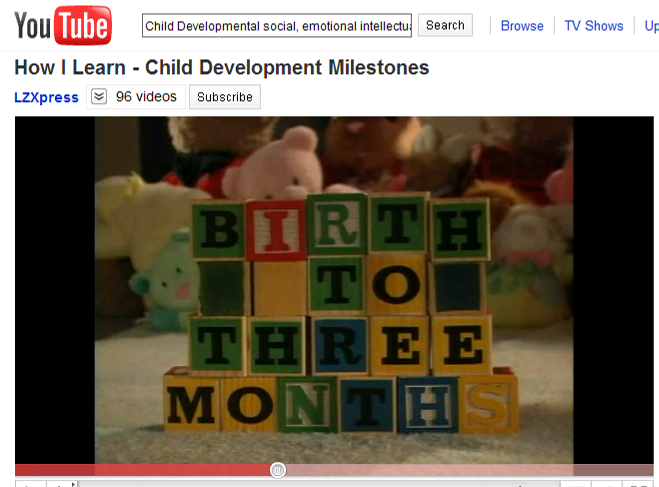 YouTube
Child Developmental social, emotional intellectu
Search
Browse
TV Shows
Up
How I Learn - Child Development Milestones
LZXpress
96 videos
Subscribe
BIRTH
TO
THREE
MONTHS